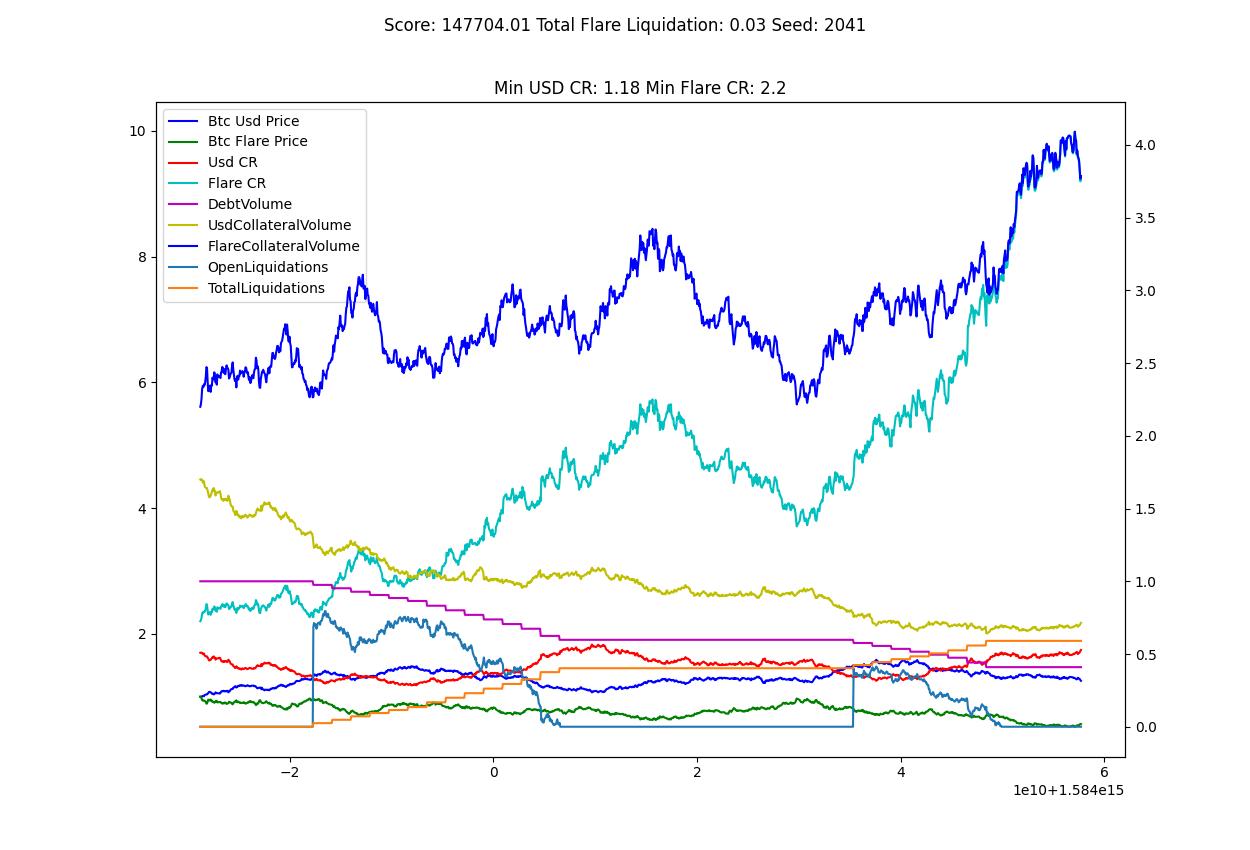 Score: 147704.01 Total Flare Liquidation: 0.03 Seed: 2041
Min USD CR: 1.18 Min Flare CR: 2.2
Btc Usd Price
Btc Flare Price
Usd CR
Flare CR
DebtVolume
UsdCollateralVolume
FlareCollateralVolume
OpenLiquidations
TotalLiquidations
10
8
6
4
2
4.0
3.5
3.0
2.5
2.0
1.5
1.0
0.5
0.0
−2
0
2
4
6
1e10+1.584e15